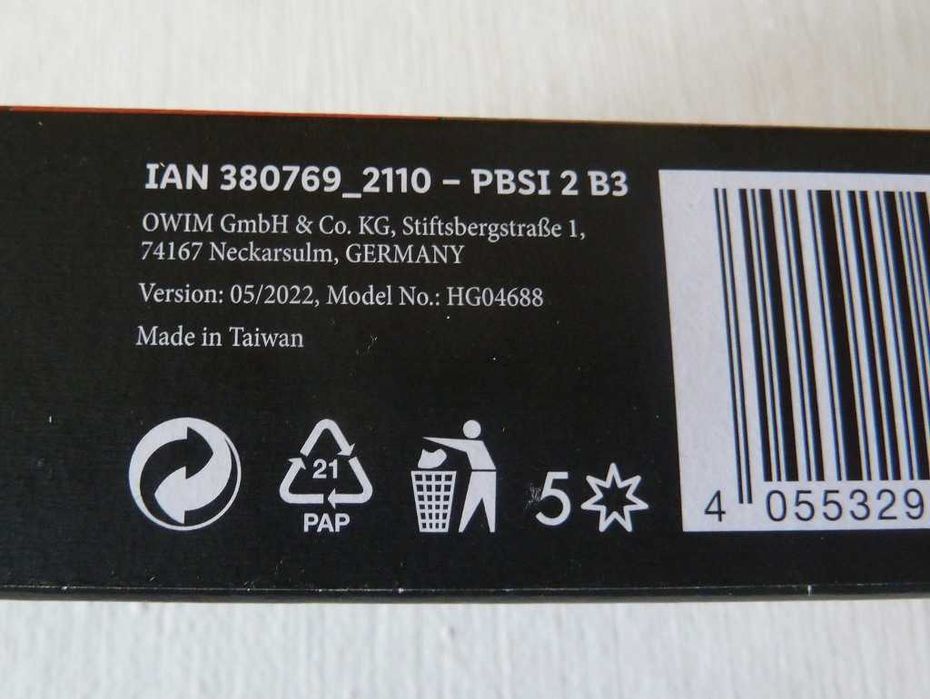 IAN 380769_2110 – PBSI 2 B3
OWIM GmbH & Co. KG, Stiftsbergstraße 1,
74167 Neckarsulm, GERMANY
Version: 05/2022, Model No.: HG04688
Made in Taiwan
21
PAP
5
4 055329